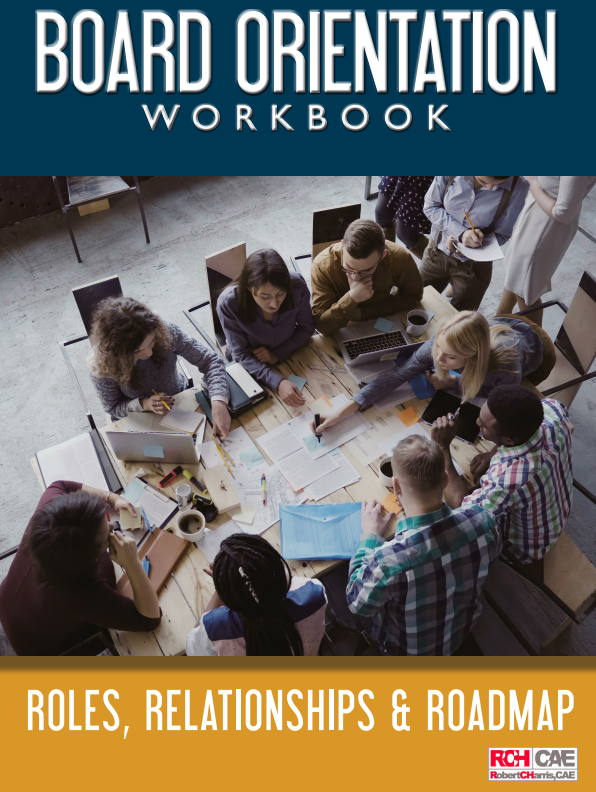 BOARD ORIENTATION
WORKBOOK
ROLES, RELATIONSHIPS & ROADMAP
RCH CAE
RobertCHarris,CAE